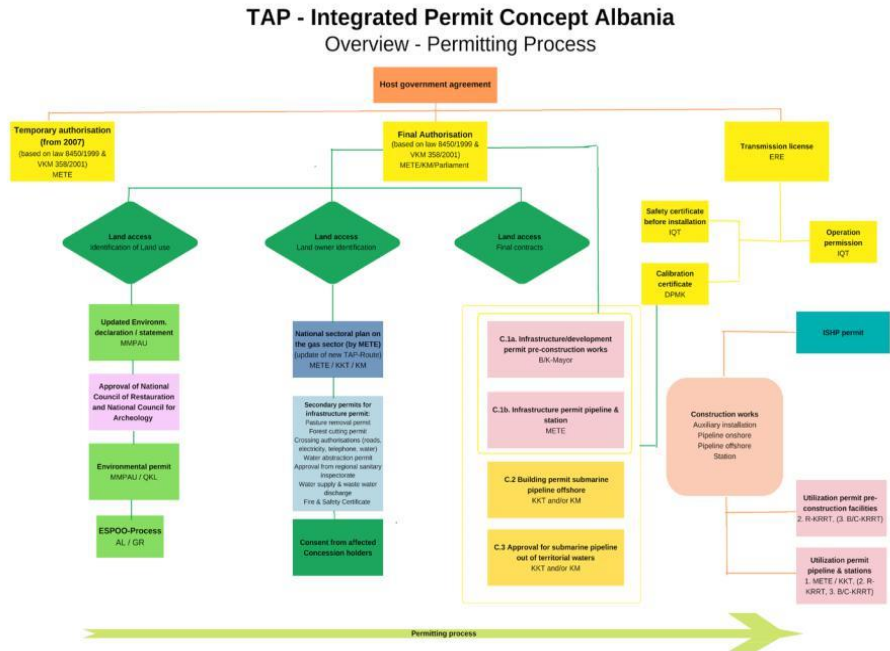 TAP - Integrated Permit Concept Albania
Overview - Permitting Process
Host government agreement
Temporary authorisation
(from 2007)
(based on law 8450/1999 &
VKM 358/2001)
METE
Final Authorisation
(based on law 8450/1999 &
VKM 358/2001)
METE/KM/Parliament
Transmission license
ERE
Land access
Identification of Land use
Land access
Land owner identification
Land access
Final contracts
Safety certificate
before installation
IQT
Operation
permission
IQT
Calibration
certificate
DPMK
Updated Environm.
declaration / statement
MMPAU
Approval of National
Council of Restauration
and National Council for
Archeology
Environmental permit
MMPAU / QKL
ESPOO-Process
AL / GR
National sectoral plan on
the gas sector (by METE)
(update of new TAP-Route)
METE / KKT / KM
Secondary permits for
infrastructure permit:
Pasture removal permit
Forest cutting permit
Crossing authorisations (roads,
electricity, telephone, water)
Water abstraction permit
Approval from regional sanitary
inspectorate
Water supply & waste water
discharge
Fire & Safety Certificate
Consent from affected
Concession holders
C.1a. Infrastructure/development
permit pre-construction works
B/K-Mayor
C.1b. Infrastructure permit pipeline &
station
METE
C.2 Building permit submarine
pipeline offshore
KKT and/or KM
C.3 Approval for submarine pipeline
out of territorial waters
KKT and/or KM
ISHP permit
Construction works
Auxiliary installation
Pipeline onshore
Pipeline offshore
Station
Utilization permit pre-
construction facilities
2. R-KRRT, (3. B/C-KRRT)
Utilization permit
pipeline & stations
1. METE / KKT, (2. R-
KRRT, 3. B/C-KRRT)
Permitting process